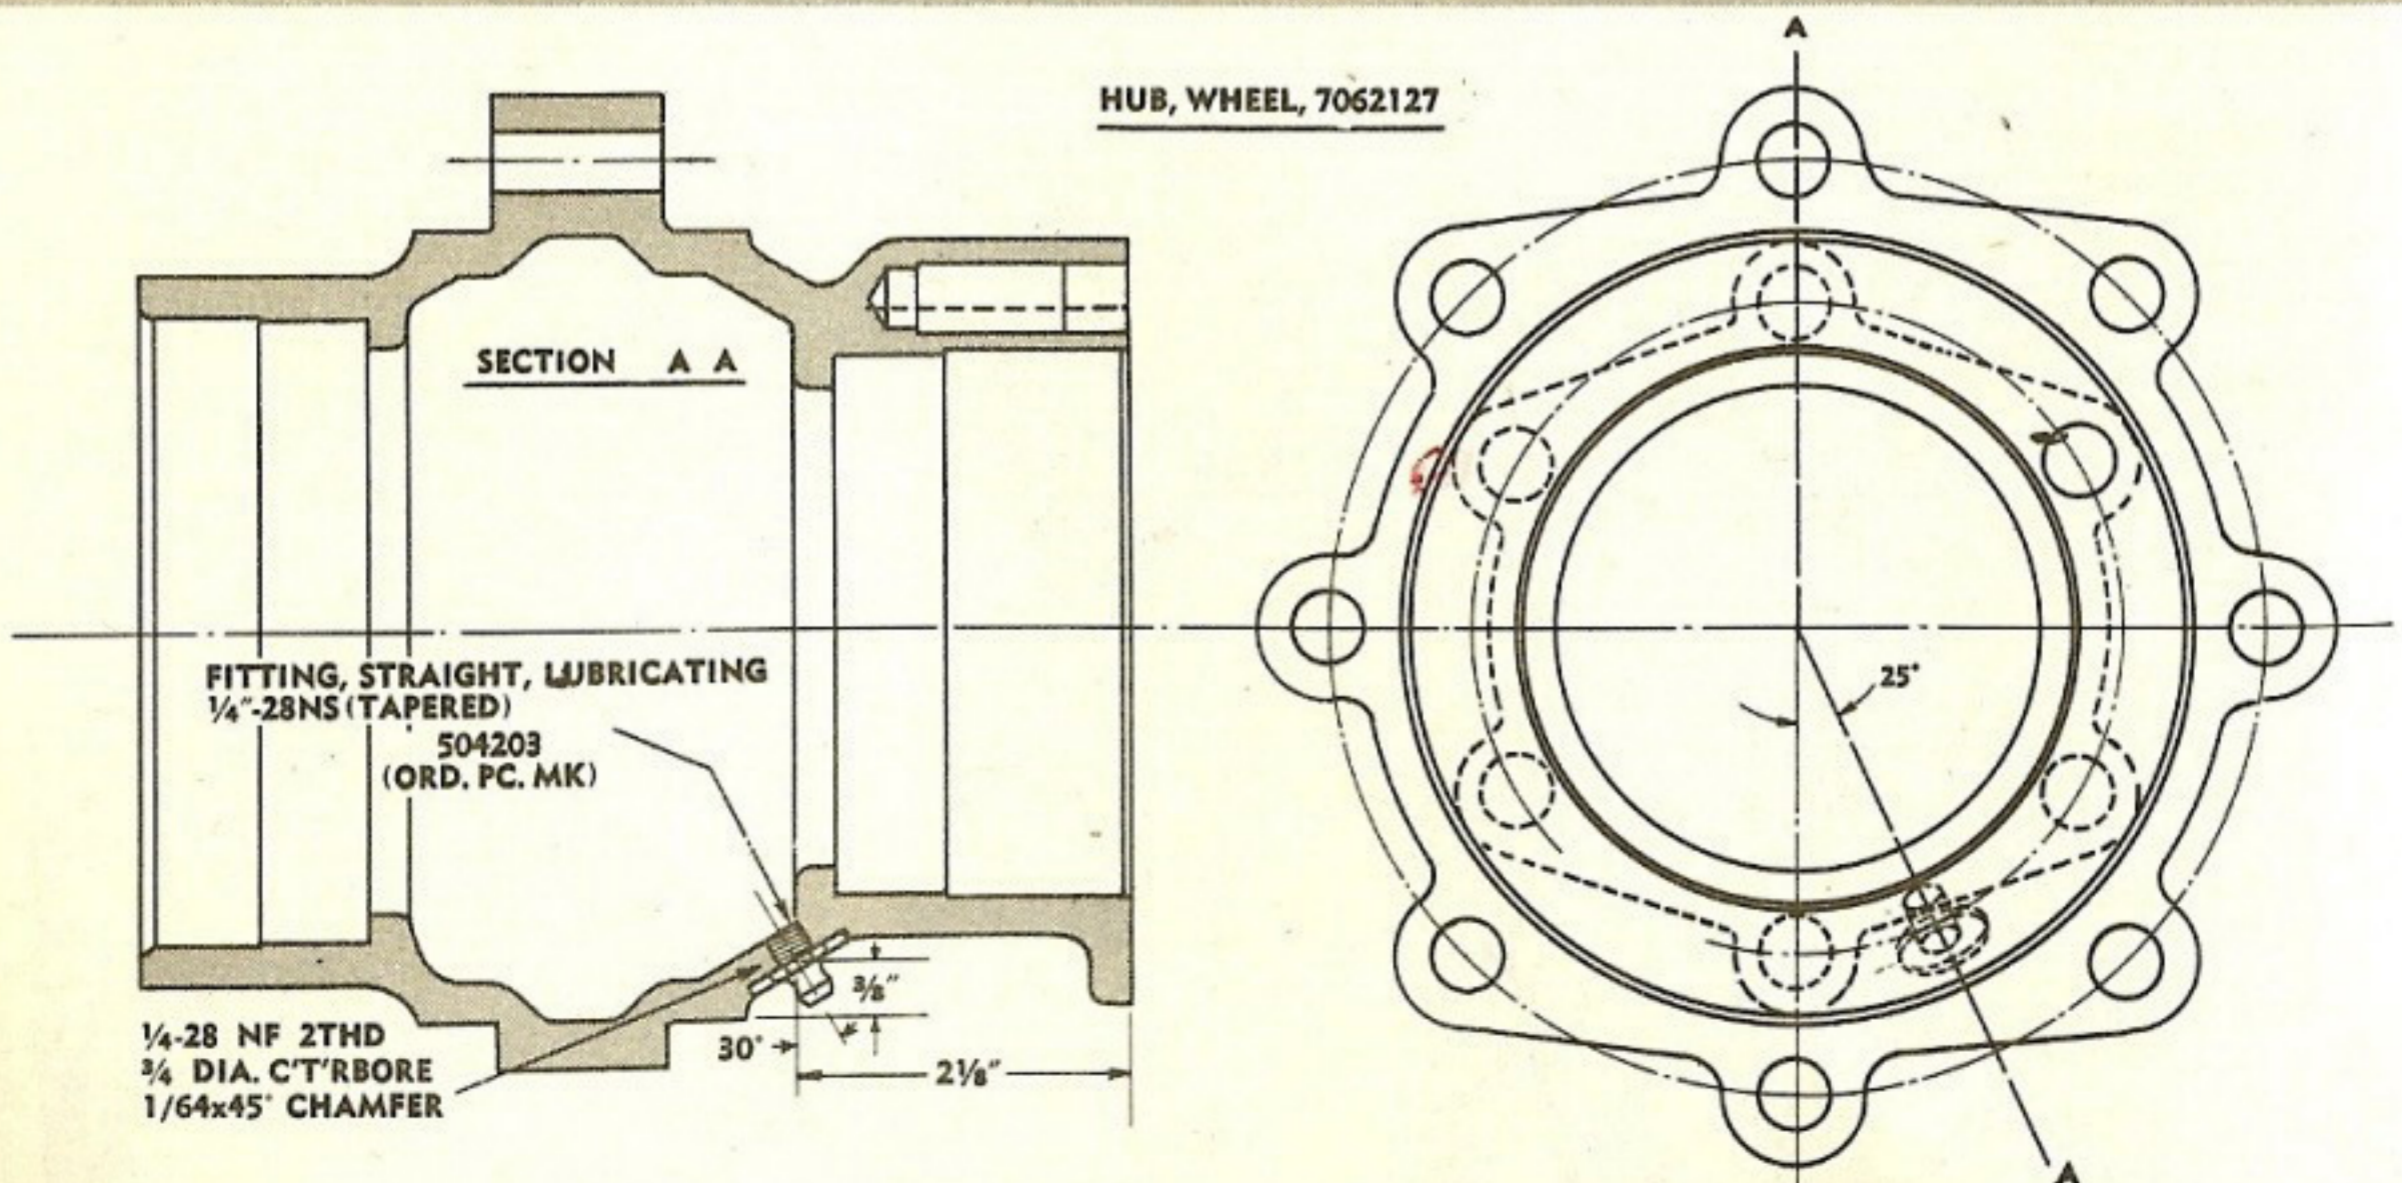 A
HUB, WHEEL, 7062127
SECTION A A
FITTING, STRAIGHT, LUBRICATING
¼"-28NS (TAPERED)
504203
(ORD. PC. MK)
25°
⅜"
30°
2⅛"
¼-28 NF 2THD
¾ DIA. C'T'RBORE
1/64x45° CHAMFER
A